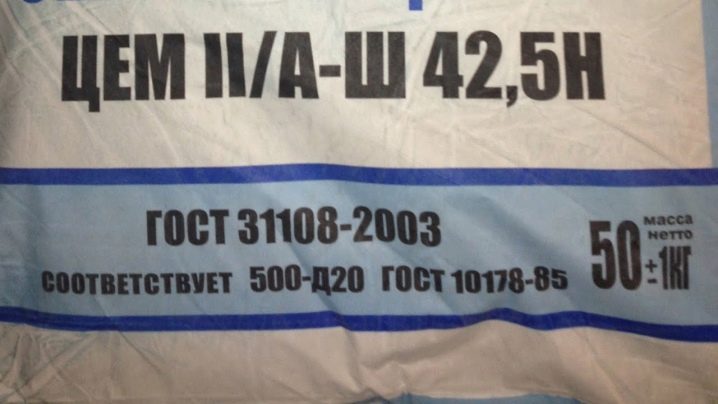 ЦЕМ II/А-Ш 42,5Н
ГОСТ 31108-2003
СООТВЕТСТВУЕТ 500-Д20 ГОСТ 10178-85
масса
нетто
50±1КГ